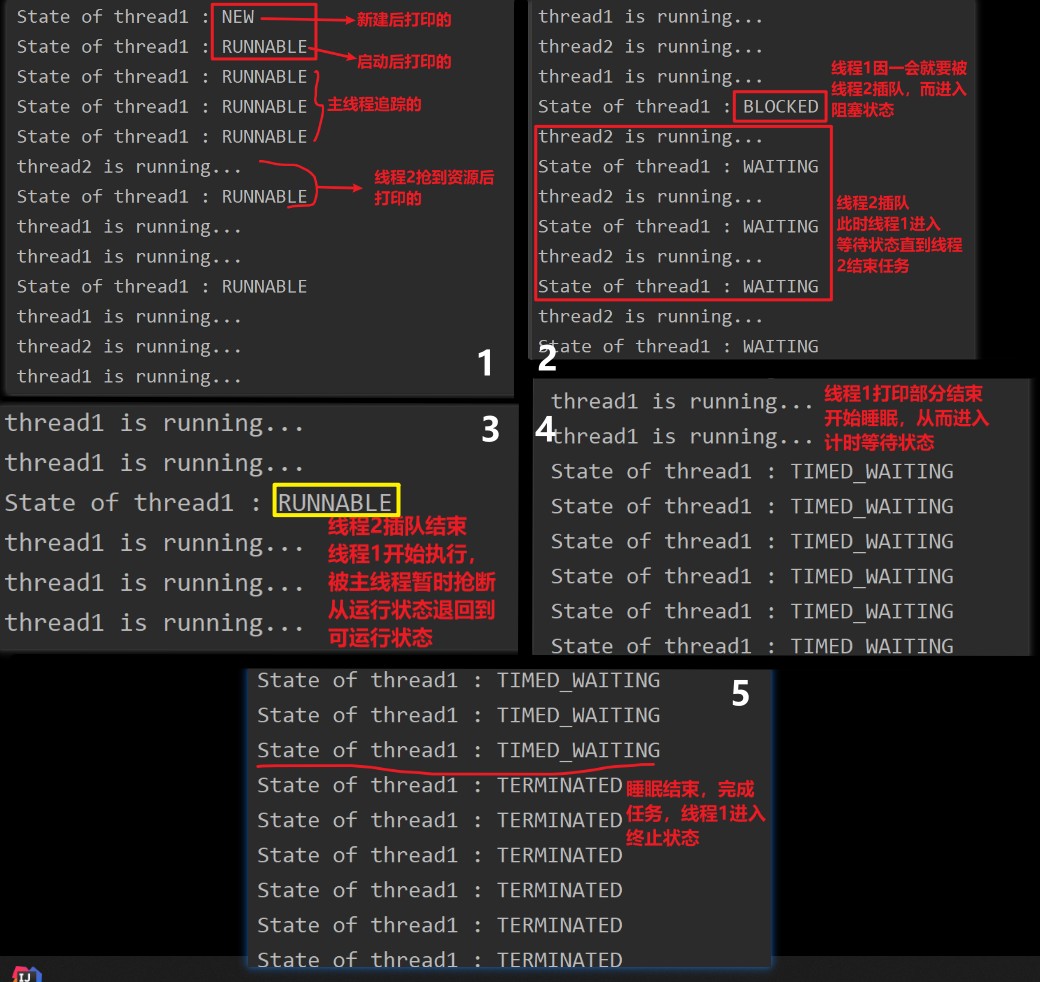 State of thread1 : NEW
新建后打印的
State of thread1 : RUNNABLE
启动后打印的
State of thread1 : RUNNABLE
State of thread1 : RUNNABLE
主线程追踪的
State of thread1 : RUNNABLE
thread2 is running...
线程2抢到资源后
打印的
State of thread1 : RUNNABLE
thread1 is running...
thread1 is running...
State of thread1 : RUNNABLE
thread1 is running...
thread2 is running...
thread1 is running...
1
thread1 is running...
thread2 is running...
thread1 is running...
State of thread1 : BLOCKED
线程1因一会就要被
线程2插队，而进入
阻塞状态
thread2 is running...
State of thread1 : WAITING
thread2 is running...
State of thread1 : WAITING
thread2 is running...
State of thread1 : WAITING
线程2插队
此时线程1进入
等待状态直到线程
2结束任务
thread2 is running...
State of thread1 : WAITING
2
thread1 is running...
thread1 is running...
State of thread1 : RUNNABLE
thread1 is running...
thread1 is running...
thread1 is running...
线程2插队结束
线程1开始执行，
被主线程暂时抢断
从运行状态退回到
可运行状态
3
thread1 is running...
thread1 is running...
线程1打印部分结束
开始睡眠，从而进入
计时等待状态
4
State of thread1 : TIMED_WAITING
State of thread1 : TIMED_WAITING
State of thread1 : TIMED_WAITING
State of thread1 : TIMED_WAITING
State of thread1 : TIMED_WAITING
State of thread1 : TIMED WAITING
State of thread1 : TIMED_WAITING
State of thread1 : TIMED_WAITING
State of thread1 : TIMED_WAITING
5
State of thread1 : TERMINATED
State of thread1 : TERMINATED
State of thread1 : TERMINATED
State of thread1 : TERMINATED
State of thread1 : TERMINATED
State of thread1 : TERMINATED
睡眠结束，完成
任务，线程1进入
终止状态
IJ